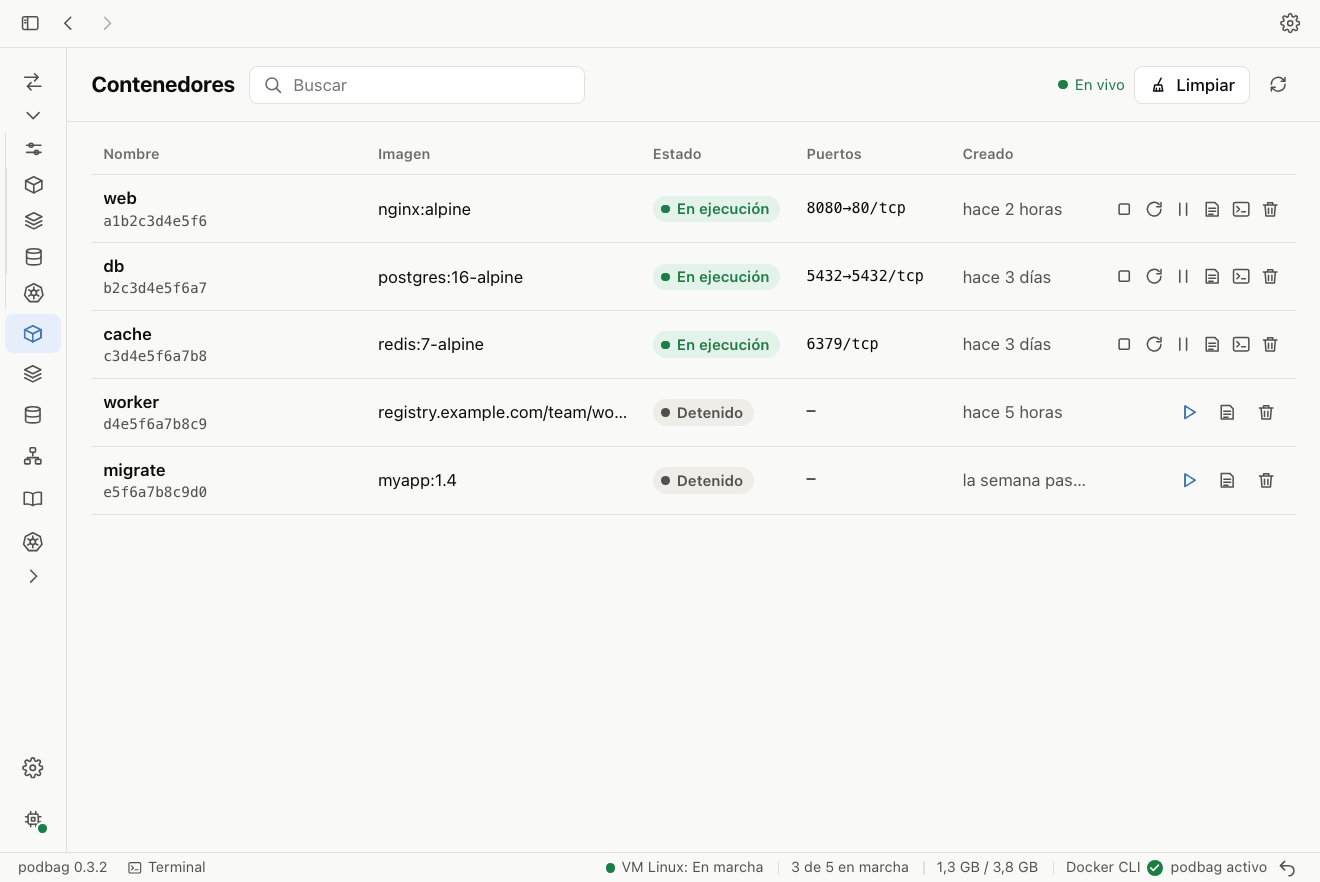 Contenedores
Buscar
En vivo
Limpiar
Nombre Imagen Estado Puertos Creado
web
a1b2c3d4e5f6
nginx:alpine
En ejecución
8080→80/tcp
hace 2 horas
db
b2c3d4e5f6a7
postgres:16-alpine
En ejecución
5432→5432/tcp
hace 3 días
cache
c3d4e5f6a7b8
redis:7-alpine
En ejecución
6379/tcp
hace 3 días
worker
d4e5f6a7b8c9
registry.example.com/team/wo...
Detenido
–
hace 5 horas
migrate
e5f6a7b8c9d0
myapp:1.4
Detenido
–
la semana pas...
podbag 0.3.2
Terminal
VM Linux: En marcha
3 de 5 en marcha
1,3 GB / 3,8 GB
Docker CLI
podbag activo